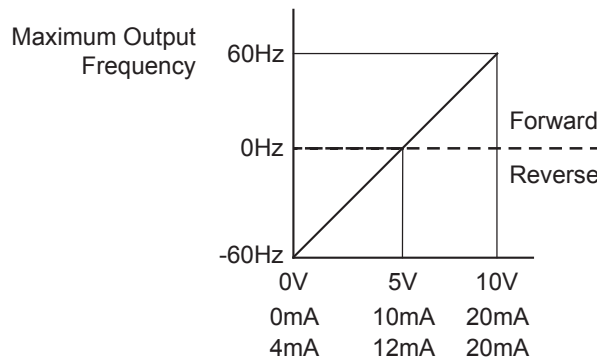 Maximum Output
Frequency
60Hz
Forward
0Hz
Reverse
-60Hz
0V 5V 10V
0mA 10mA 20mA
4mA 12mA 20mA